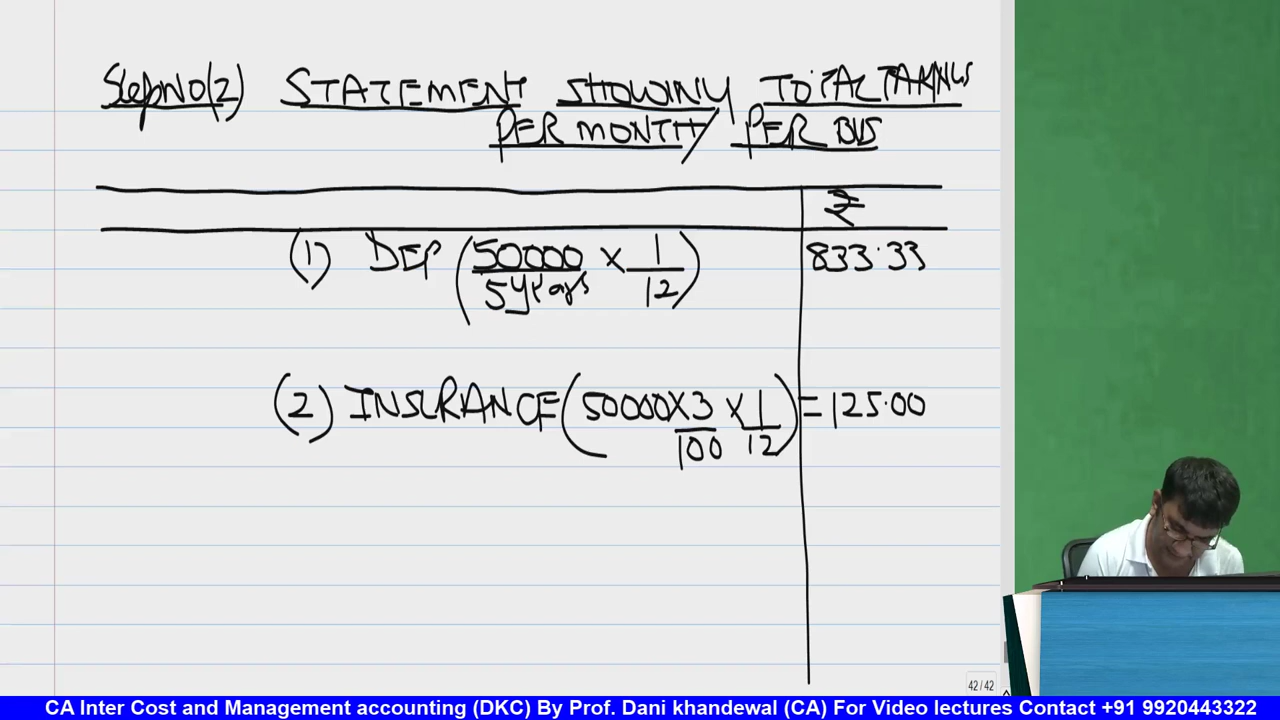 Step No (2) STATEMENT SHOWING TOTAL TAKINGS
PER MONTH / PER BUS
₹
(1) DEP (50000/5 years × 1/12) 833.33
(2) INSURANCE (50000 × 3/100 × 1/12) = 125.00
42 / 42
CA Inter Cost and Management accounting (DKC) By Prof. Dani khandewal (CA) For Video lectures Contact +91 9920443322